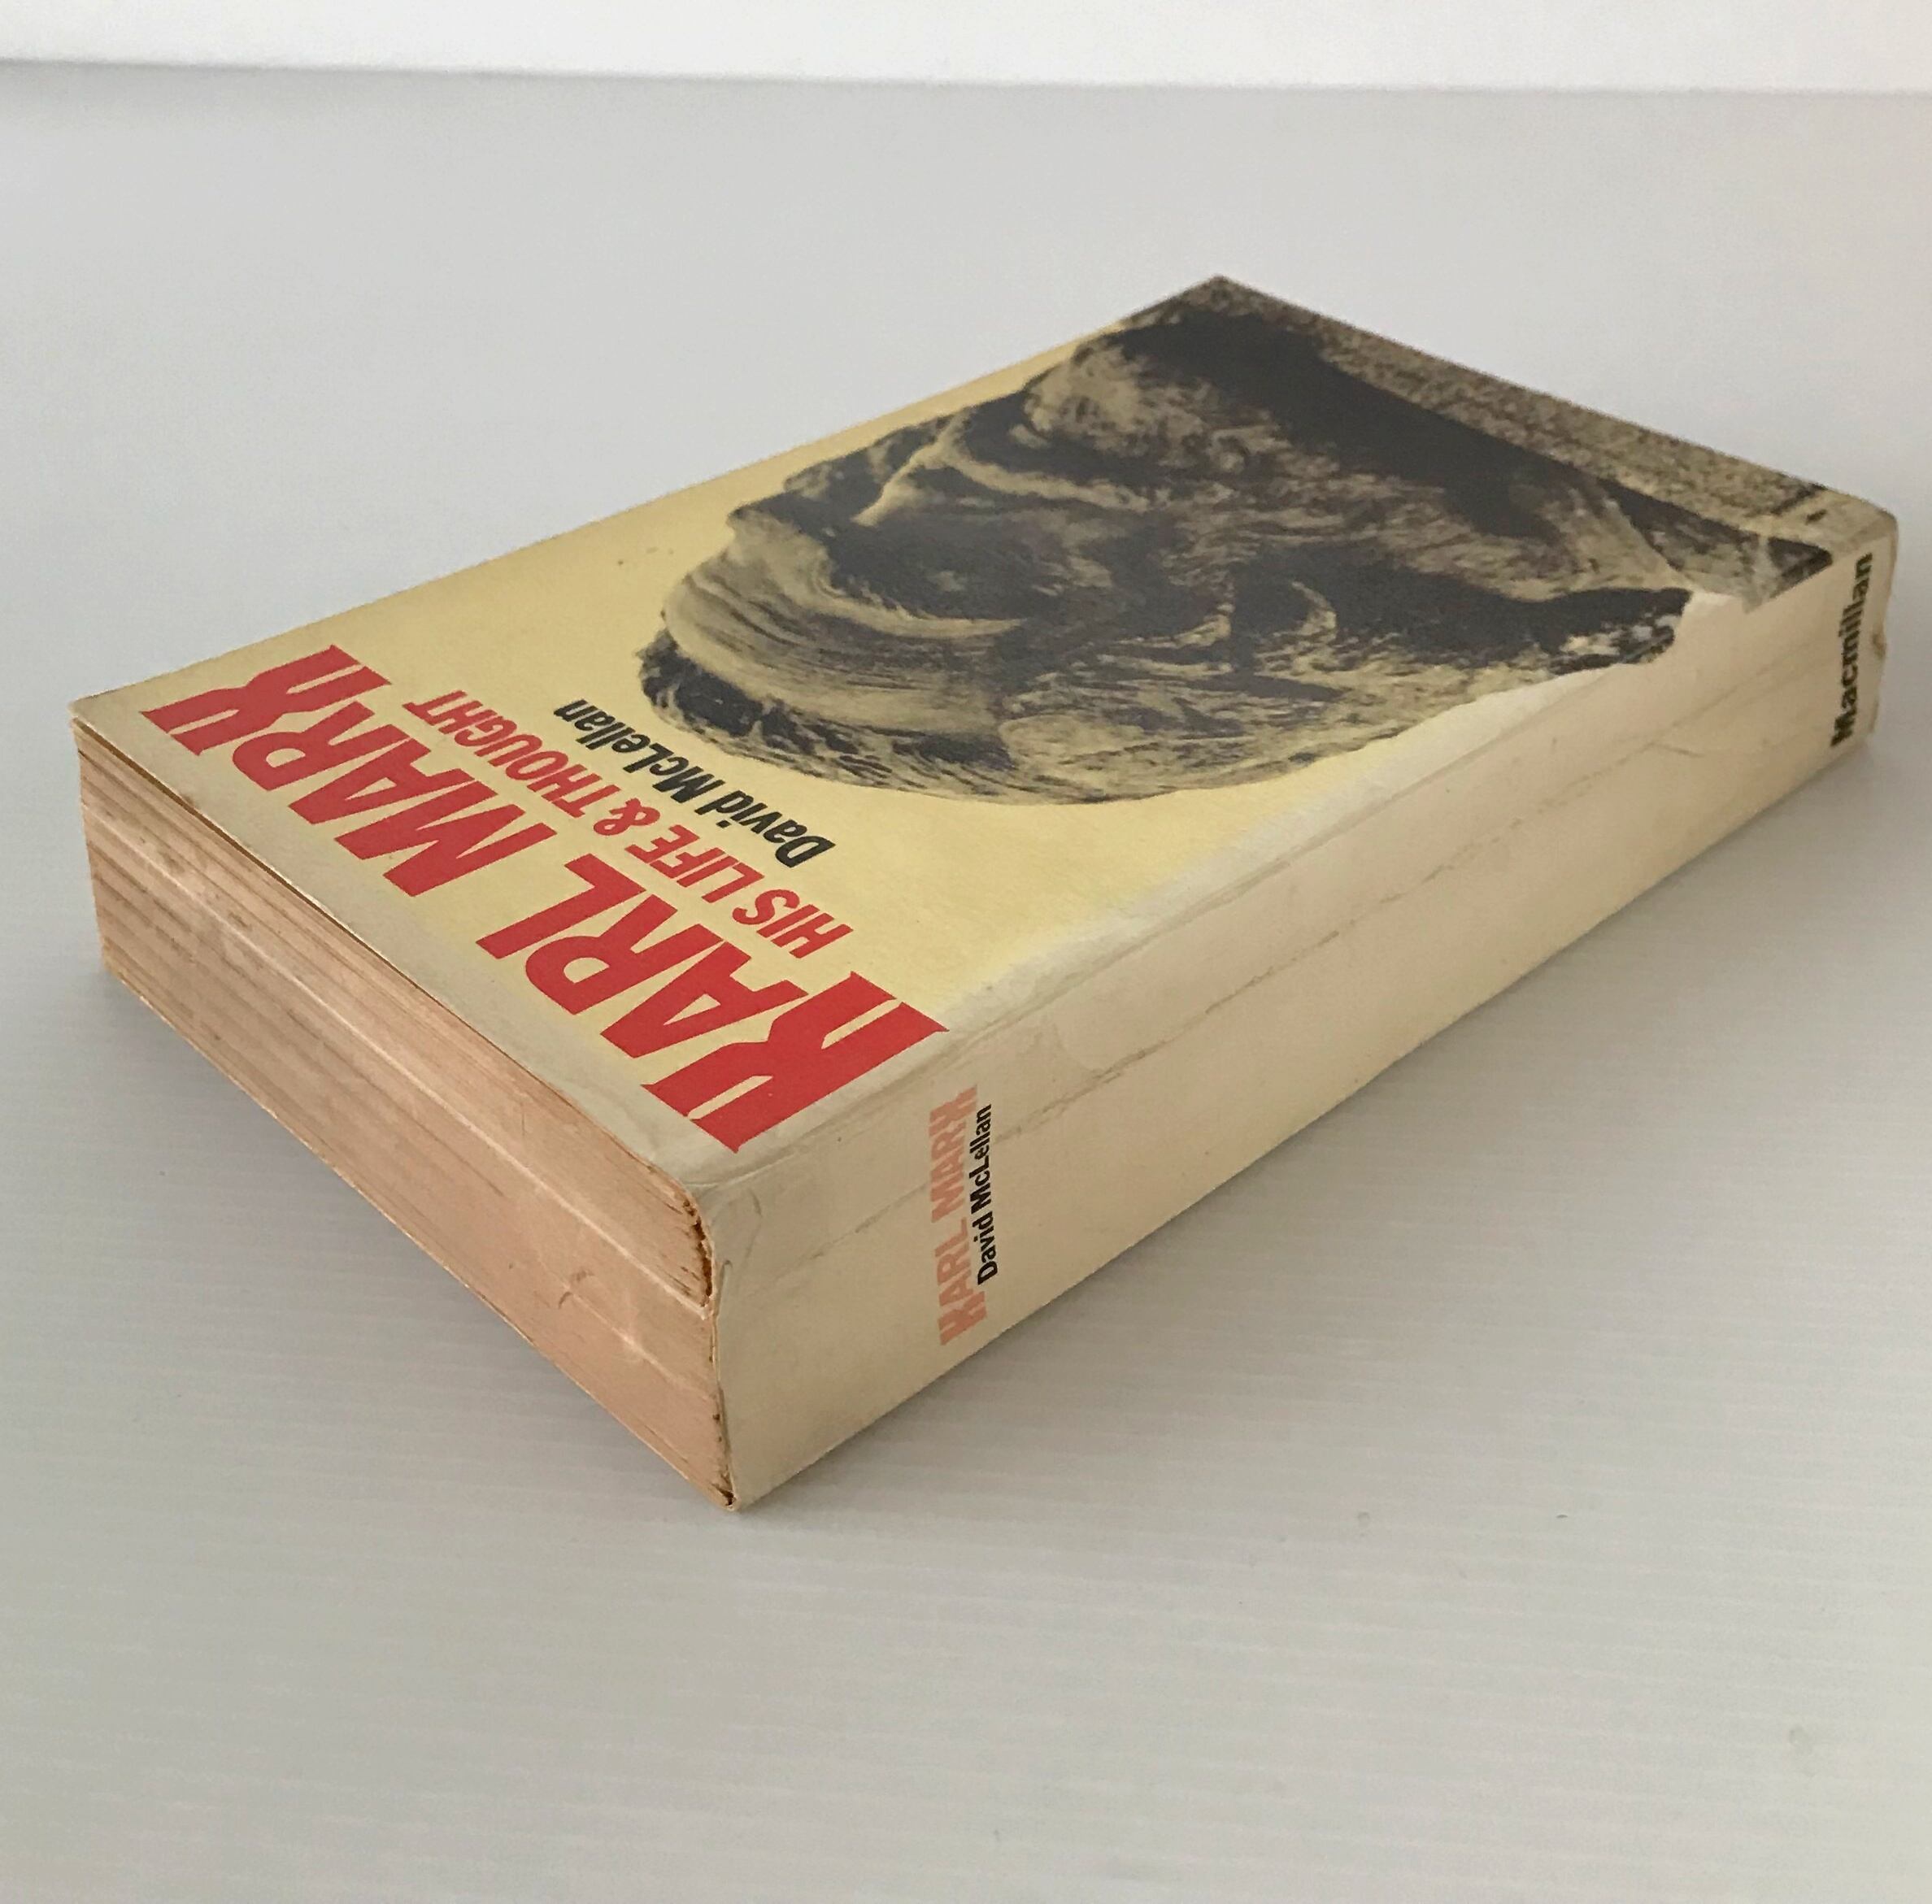 KARL MARX
HIS LIFE & THOUGHT
David McLellan
KARL MARX
David McLellan
Macmillan